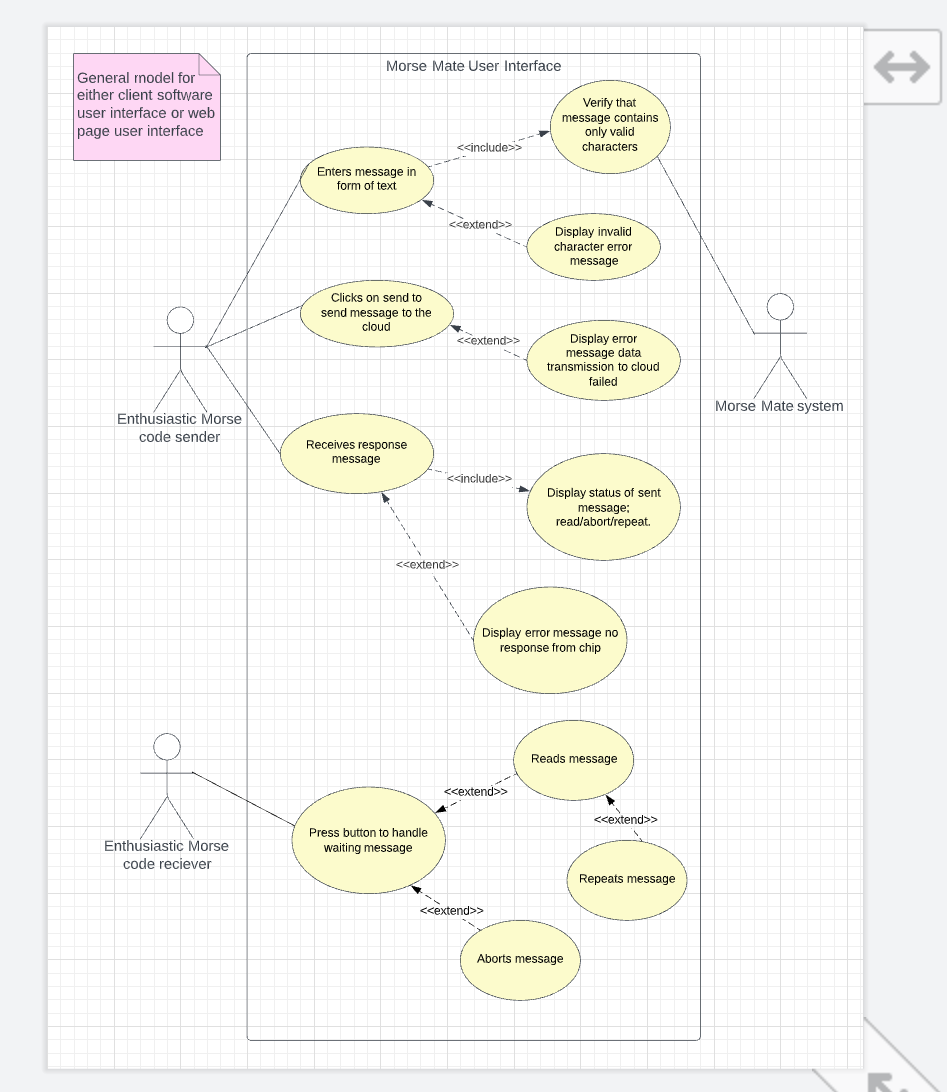 Morse Mate User Interface
General model for
either client software
user interface or web
page user interface
Verify that
message contains
only valid
characters
<<include>>
Enters message in
form of text
<<extend>>
Display invalid
character error
message
Clicks on send to
send message to the
cloud
<<extend>>
Display error
message data
transmission to cloud
failed
Enthusiastic Morse
code sender
Morse Mate system
Receives response
message
<<include>>
Display status of sent
message;
read/abort/repeat.
<<extend>>
Display error message no
response from chip
Reads message
<<extend>>
<<extend>>
Press button to handle
waiting message
Enthusiastic Morse
code reciever
Repeats message
<<extend>>
Aborts message